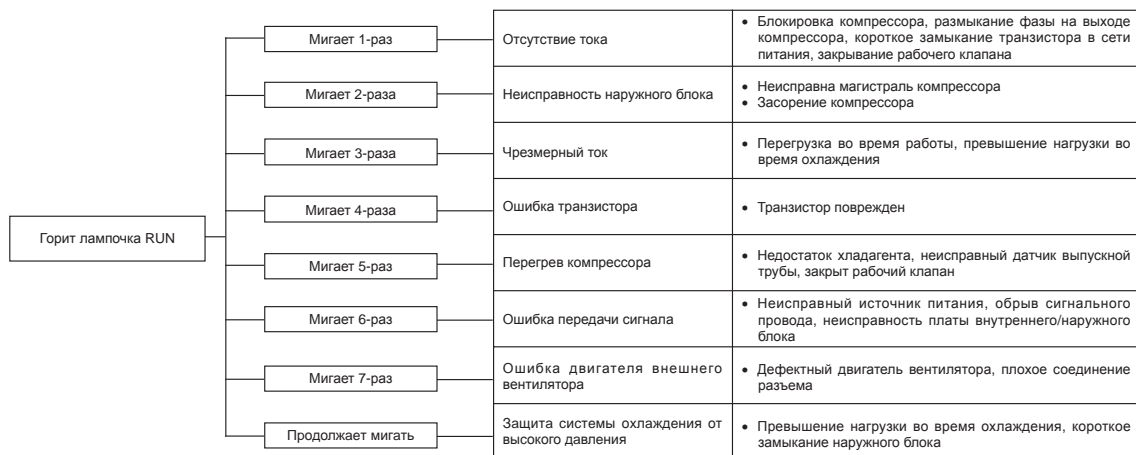 Горит лампочка RUN
Мигает 1-раз
Отсутствие тока
• Блокировка компрессора, размыкание фазы на выходе
компрессора, короткое замыкание транзистора в сети
питания, закрывание рабочего клапана
Мигает 2-раза
Неисправность наружного блока
• Неисправна магистраль компрессора
• Засорение компрессора
Мигает 3-раза
Чрезмерный ток
• Перегрузка во время работы, превышение нагрузки во
время охлаждения
Мигает 4-раза
Ошибка транзистора
• Транзистор поврежден
Мигает 5-раз
Перегрев компрессора
• Недостаток хладагента, неисправный датчик выпускной
трубы, закрыт рабочий клапан
Мигает 6-раз
Ошибка передачи сигнала
• Неисправный источник питания, обрыв сигнального
провода, неисправность платы внутреннего/наружного
блока
Мигает 7-раз
Ошибка двигателя внешнего
вентилятора
• Дефектный двигатель вентилятора, плохое соединение
разъема
Продолжает мигать
Защита системы охлаждения от
высокого давления
• Превышение нагрузки во время охлаждения, короткое
замыкание наружного блока